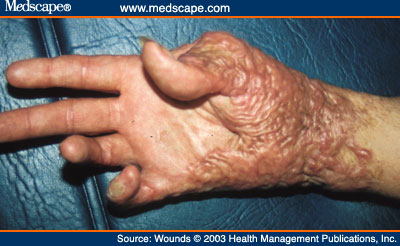 Medscape® www.medscape.com
Source: Wounds © 2003 Health Management Publications, Inc.